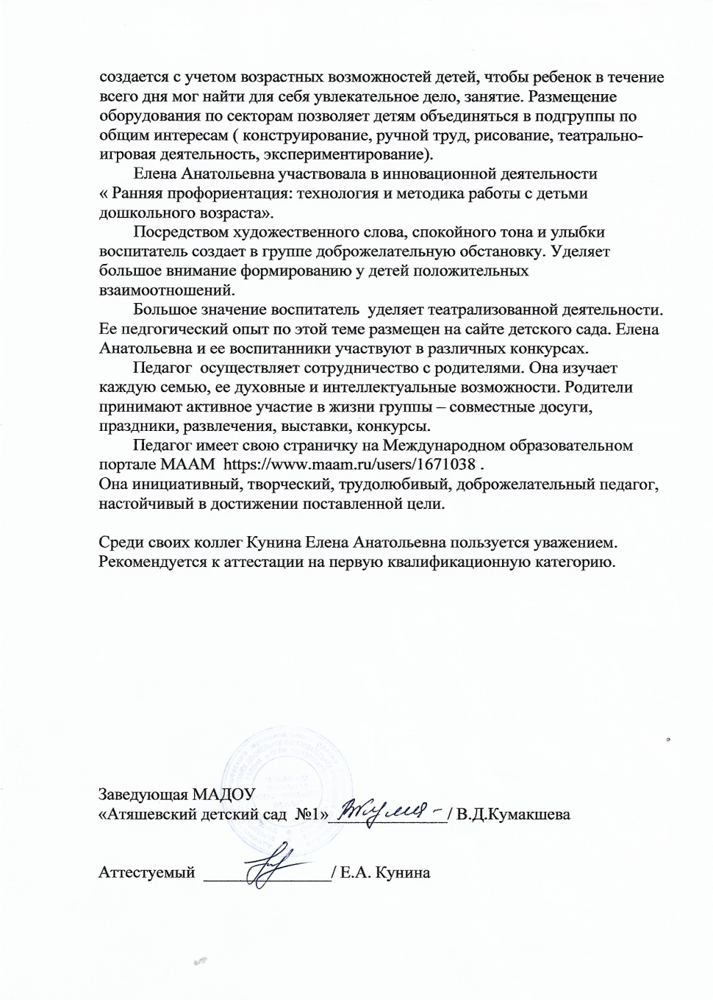 создается с учетом возрастных возможностей детей, чтобы ребенок в течение
всего дня мог найти для себя увлекательное дело, занятие. Размещение
оборудования по секторам позволяет детям объединяться в подгруппы по
общим интересам ( конструирование, ручной труд, рисование, театрально-
игровая деятельность, экспериментирование).
Елена Анатольевна участвовала в инновационной деятельности
« Ранняя профориентация: технология и методика работы с детьми
дошкольного возраста».
Посредством художественного слова, спокойного тона и улыбки
воспитатель создает в группе доброжелательную обстановку. Уделяет
большое внимание формированию у детей положительных
взаимоотношений.
Большое значение воспитатель  уделяет театрализованной деятельности.
Ее педгогический опыт по этой теме размещен на сайте детского сада. Елена
Анатольевна и ее воспитанники участвуют в различных конкурсах.
Педагог  осуществляет сотрудничество с родителями. Она изучает
каждую семью, ее духовные и интеллектуальные возможности. Родители
принимают активное участие в жизни группы – совместные досуги,
праздники, развлечения, выставки, конкурсы.
Педагог имеет свою страничку на Международном образовательном
портале МААМ  https://www.maam.ru/users/1671038 .
Она инициативный, творческий, трудолюбивый, доброжелательный педагог,
настойчивый в достижении поставленной цели.
Среди своих коллег Кунина Елена Анатольевна пользуется уважением.
Рекомендуется к аттестации на первую квалификационную категорию.
Заведующая МАДОУ
«Атяшевский детский сад  №1»______________/ В.Д.Кумакшева
Аттестуемый  _______________/ Е.А. Кунина